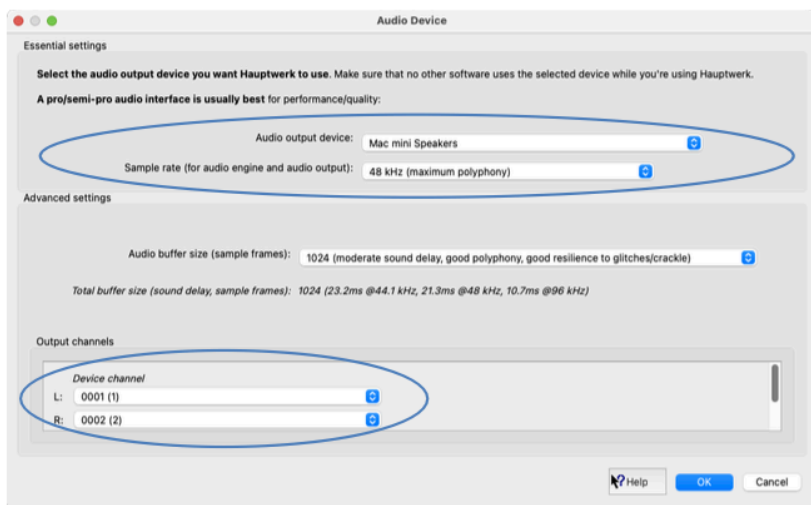 Audio Device
Essential settings
Select the audio output device you want Hauptwerk to use. Make sure that no other software uses the selected device while you're using Hauptwerk.
A pro/semi-pro audio interface is usually best for performance/quality:
Audio output device: Mac mini Speakers
Sample rate (for audio engine and audio output): 48 kHz (maximum polyphony)
Advanced settings
Audio buffer size (sample frames): 1024 (moderate sound delay, good polyphony, good resilience to glitches/crackle)
Total buffer size (sound delay, sample frames): 1024 (23.2ms @44.1 kHz, 21.3ms @48 kHz, 10.7ms @96 kHz)
Output channels
Device channel
L: 0001 (1)
R: 0002 (2)
? Help OK Cancel